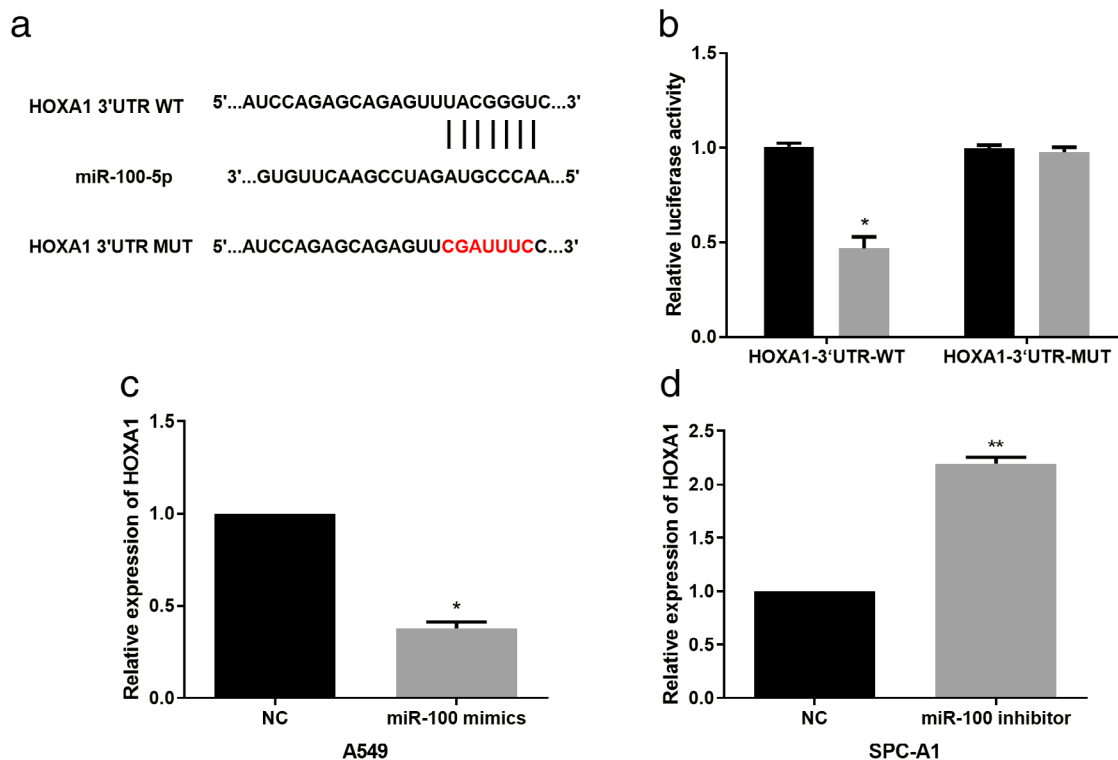 a
HOXA1 3'UTR WT 5'...AUCCAGAGCAGAGUUUACGGGUC...3'
miR-100-5p 3'...GUGUUCAAGCCUAGAUGCCCAA...5'
HOXA1 3'UTR MUT 5'...AUCCAGAGCAGAGUUCGAUUUCC...3'
b
Relative luciferase activity
1.5
1.0
0.5
0.0
*
HOXA1-3‘UTR-WT HOXA1-3‘UTR-MUT
c
Relative expression of HOXA1
1.5
1.0
0.5
0.0
*
NC miR-100 mimics
A549
d
Relative expression of HOXA1
2.5
2.0
1.5
1.0
0.5
0.0
**
NC miR-100 inhibitor
SPC-A1